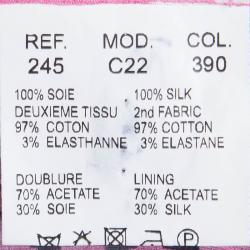 REF. MOD. COL.
245 C22 390
100% SOIE 100% SILK
DEUXIEME TISSU 2nd FABRIC
97% COTON 97% COTTON
3% ELASTHANNE 3% ELASTANE
DOUBLURE LINING
70% ACETATE 70% ACETATE
30% SOIE 30% SILK
P